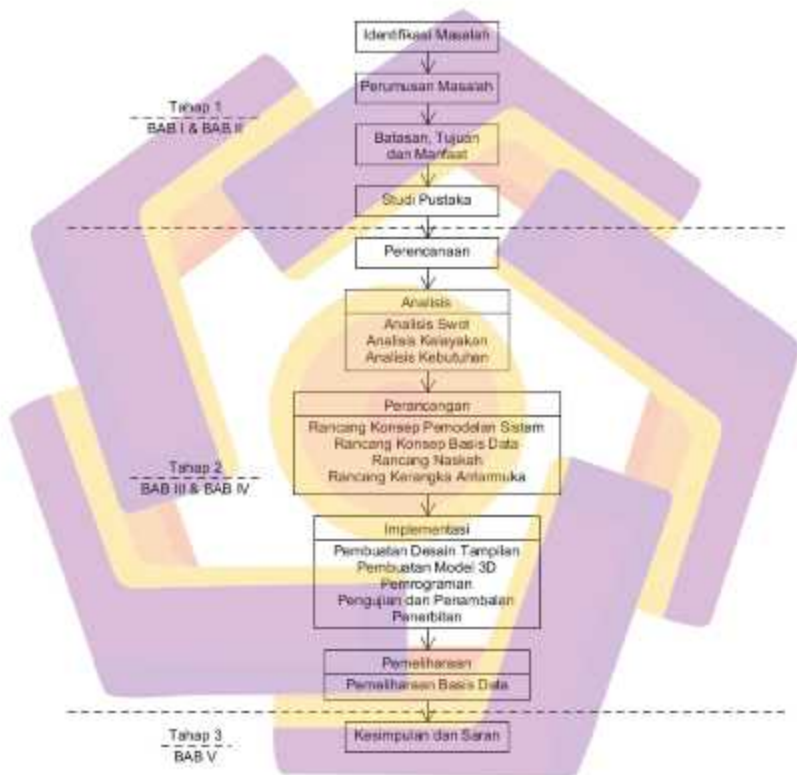 Identifikasi Masalah
Perumusan Masalah
Tahap 1
BAB I & BAB II
Batasan, Tujuan
dan Manfaat
Studi Pustaka
Perencanaan
Analisis
Analisis Swot
Analisis Kelayakan
Analisis Kebutuhan
Perancangan
Rancang Konsep Pemodelan Sistem
Rancang Konsep Basis Data
Rancang Naskah
Rancang Kerangka Antarmuka
Tahap 2
BAB III & BAB IV
Implementasi
Pembuatan Desain Tampilan
Pembuatan Model 3D
Pemrograman
Pengujian dan Penambalan
Penerbitan
Pemeliharaan
Pemeliharaan Basis Data
Tahap 3
BAB V
Kesimpulan dan Saran